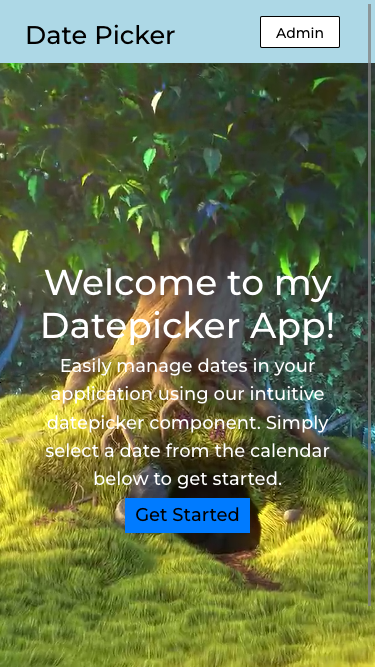 Date Picker
Admin
Welcome to my
Datepicker App!
Easily manage dates in your
application using our intuitive
datepicker component. Simply
select a date from the calendar
below to get started.
Get Started